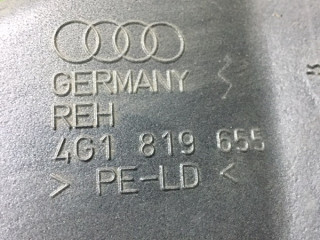 GERMANY
REH
4G1 819 655
> PE-LD <